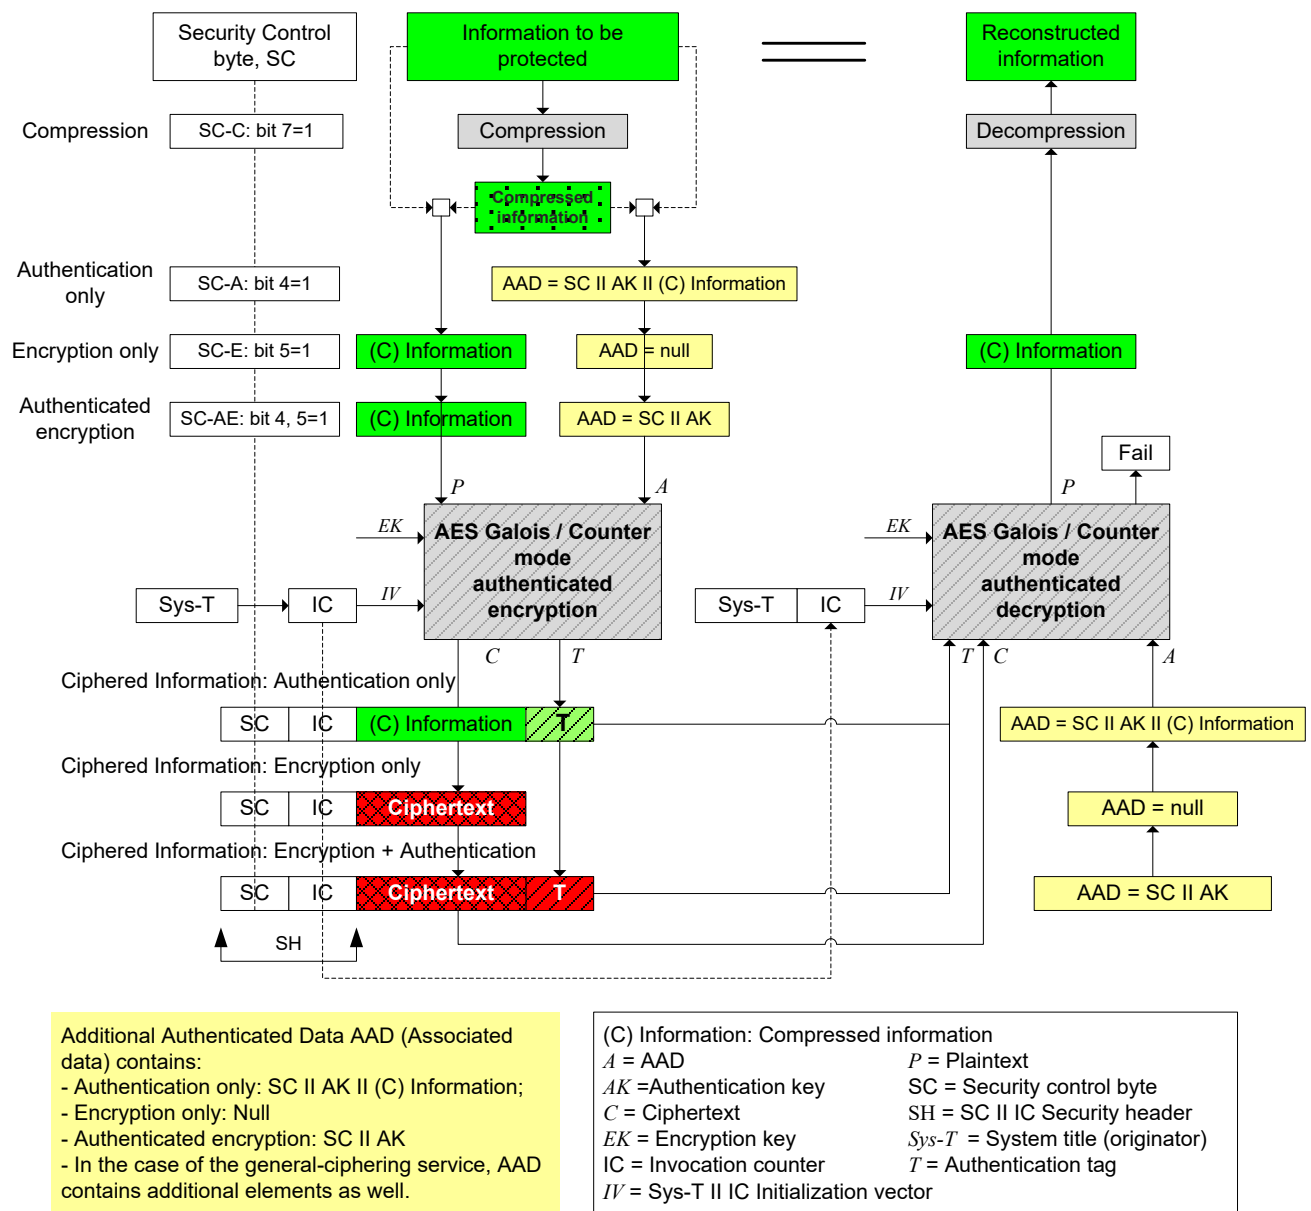 Security Control
byte, SC
Information to be
protected
Reconstructed
information
Compression
SC-C: bit 7=1
Compression
Decompression
Compressed
information
Authentication
only
SC-A: bit 4=1
AAD = SC II AK II (C) Information
Encryption only
SC-E: bit 5=1
(C) Information
AAD = null
(C) Information
Authenticated
encryption
SC-AE: bit 4, 5=1
(C) Information
AAD = SC II AK
Fail
P
A
P
EK
AES Galois / Counter
mode
authenticated
encryption
EK
AES Galois / Counter
mode
authenticated
decryption
Sys-T
IC
IV
Sys-T
IC
IV
C
T
T
C
A
Ciphered Information: Authentication only
SC
IC
(C) Information
T
AAD = SC II AK II (C) Information
Ciphered Information: Encryption only
SC
IC
Ciphertext
AAD = null
Ciphered Information: Encryption + Authentication
SC
IC
Ciphertext
T
AAD = SC II AK
SH
Additional Authenticated Data AAD (Associated
data) contains:
- Authentication only: SC II AK II (C) Information;
- Encryption only: Null
- Authenticated encryption: SC II AK
- In the case of the general-ciphering service, AAD
contains additional elements as well.
(C) Information: Compressed information
A = AAD
P = Plaintext
AK =Authentication key
SC = Security control byte
C = Ciphertext
SH = SC II IC Security header
EK = Encryption key
Sys-T = System title (originator)
IC = Invocation counter
T = Authentication tag
IV = Sys-T II IC Initialization vector